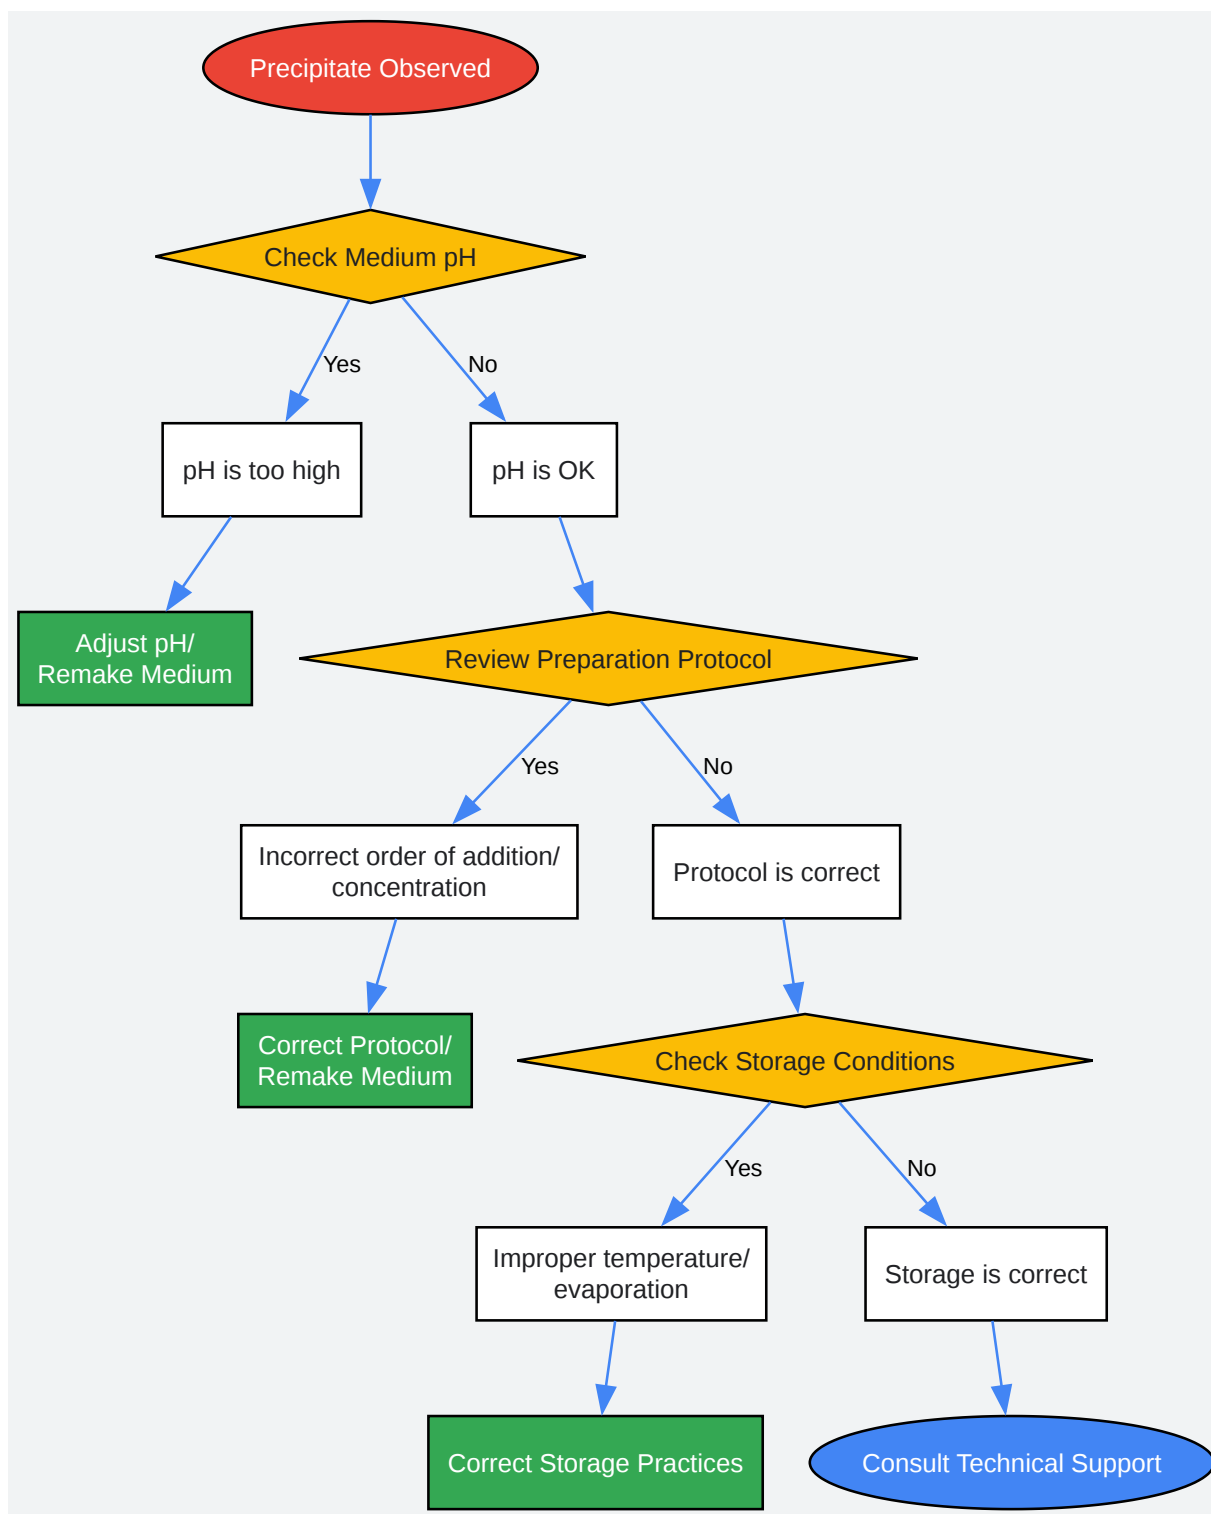 Precipitate Observed
Check Medium pH
Yes
No
pH is too high
pH is OK
Adjust pH/
Remake Medium
Review Preparation Protocol
Yes
No
Incorrect order of addition/
concentration
Protocol is correct
Correct Protocol/
Remake Medium
Check Storage Conditions
Yes
No
Improper temperature/
evaporation
Storage is correct
Correct Storage Practices
Consult Technical Support